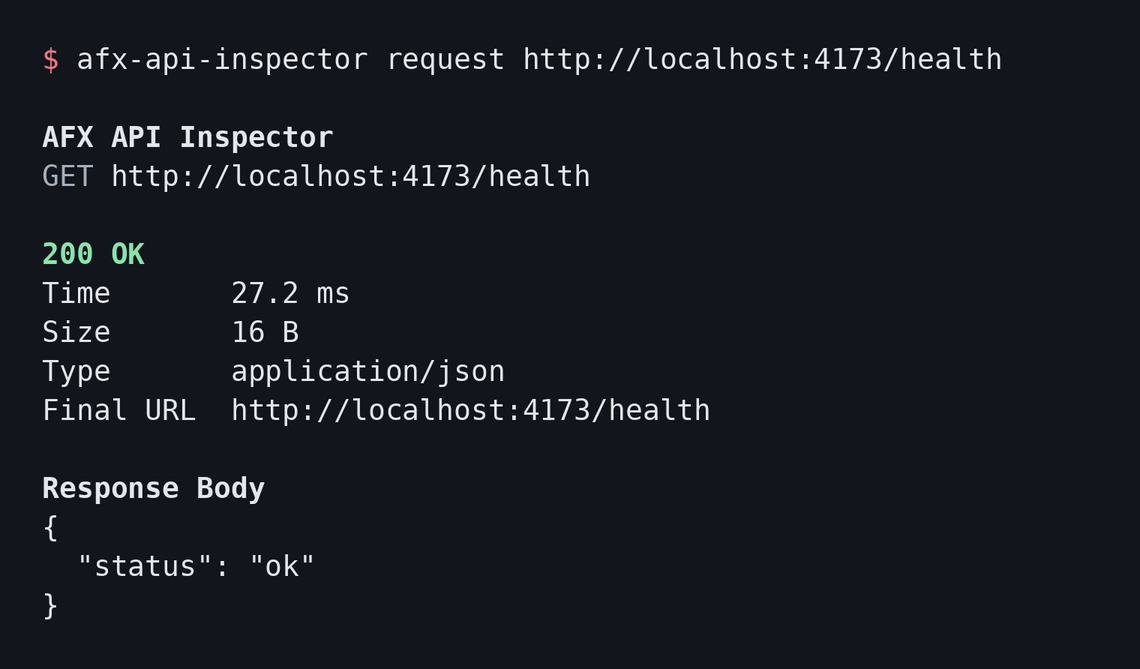 $ afx-api-inspector request http://localhost:4173/health
AFX API Inspector
GET http://localhost:4173/health
200 OK
Time       27.2 ms
Size       16 B
Type       application/json
Final URL  http://localhost:4173/health
Response Body
{
  "status": "ok"
}